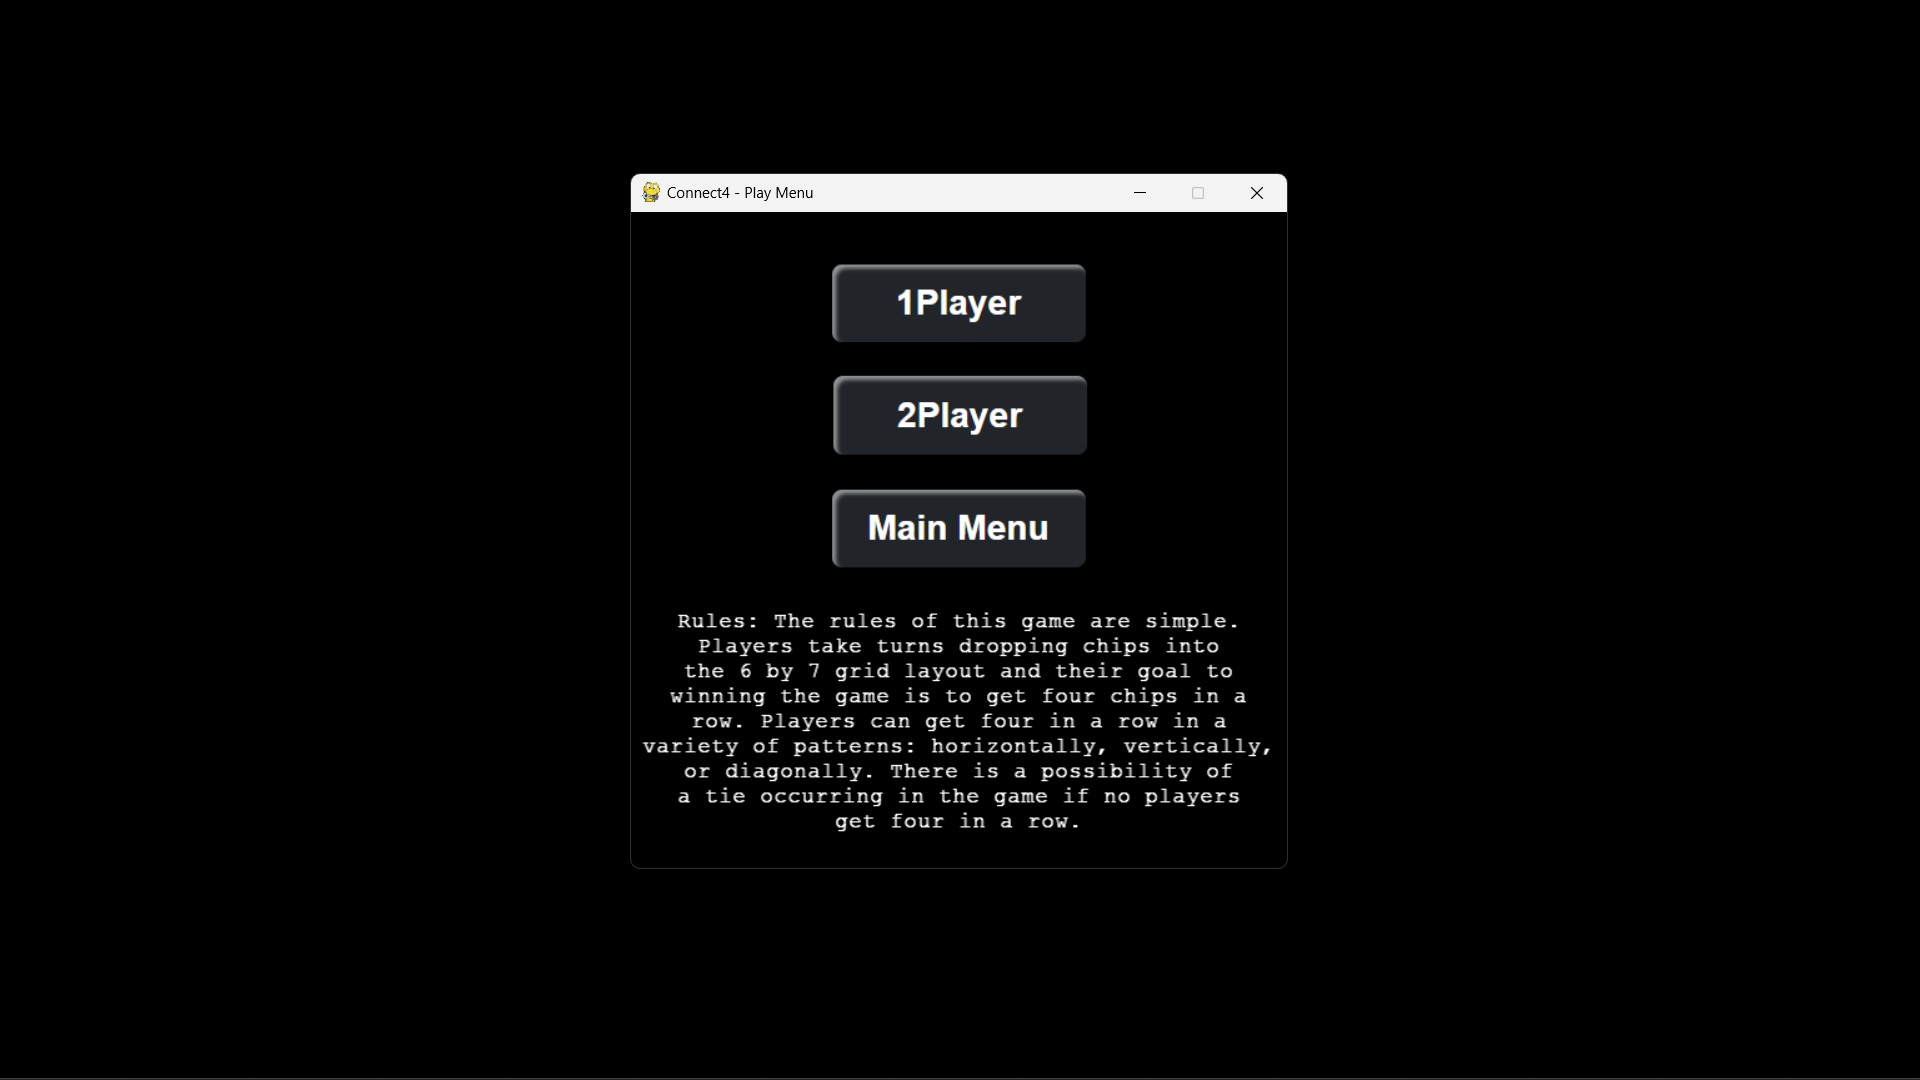 Connect4 - Play Menu
1Player
2Player
Main Menu
Rules: The rules of this game are simple.
Players take turns dropping chips into
the 6 by 7 grid layout and their goal to
winning the game is to get four chips in a
row. Players can get four in a row in a
variety of patterns: horizontally, vertically,
or diagonally. There is a possibility of
a tie occurring in the game if no players
get four in a row.